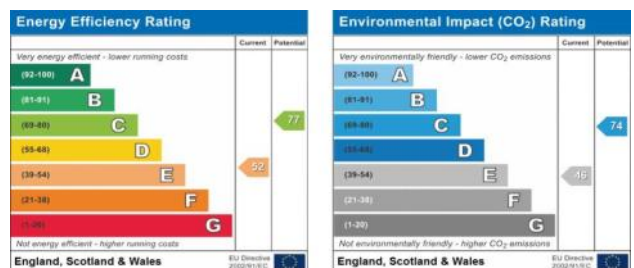 Energy Efficiency Rating
Current Potential
Very energy efficient - lower running costs
(92-100) A
(81-91) B
(69-80) C
77
(55-68) D
(39-54) E
52
(21-38) F
(1-20) G
Not energy efficient - higher running costs
England, Scotland & Wales
EU Directive
2002/91/EC
Environmental Impact (CO₂) Rating
Current Potential
Very environmentally friendly - lower CO₂ emissions
(92-100) A
(81-91) B
(69-80) C
74
(55-68) D
(39-54) E
46
(21-38) F
(1-20) G
Not environmentally friendly - higher CO₂ emissions
England, Scotland & Wales
EU Directive
2002/91/EC